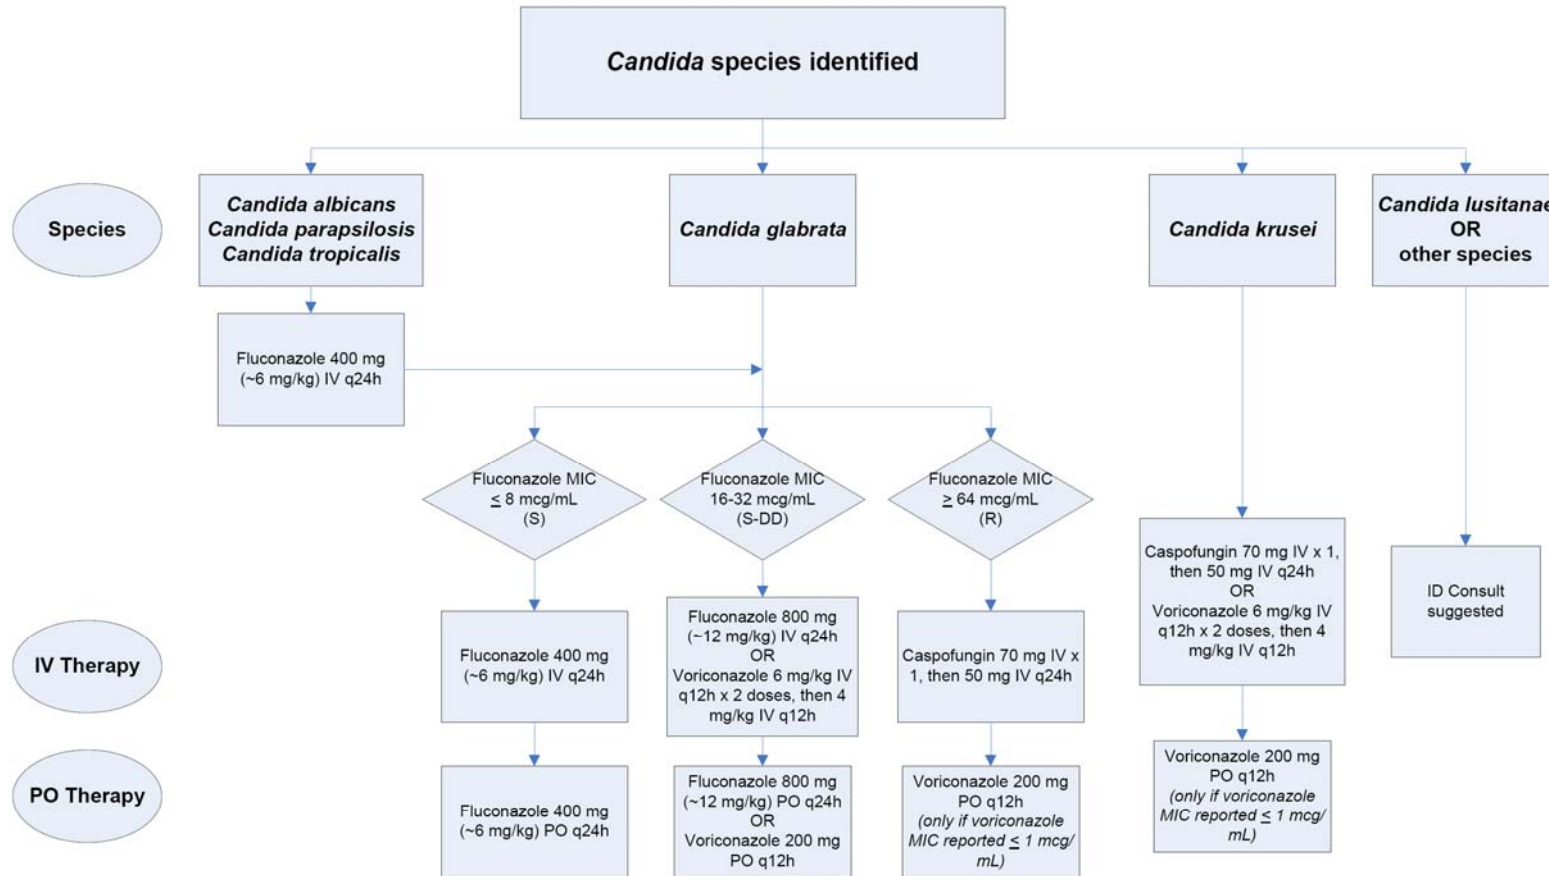 Candida species identified
Species
Candida albicans
Candida parapsilosis
Candida tropicalis
Candida glabrata
Candida krusei
Candida lusitanae
OR
other species
Fluconazole 400 mg
(~6 mg/kg) IV q24h
Fluconazole MIC
≤ 8 mcg/mL
(S)
Fluconazole MIC
16-32 mcg/mL
(S-DD)
Fluconazole MIC
≥ 64 mcg/mL
(R)
IV Therapy
Fluconazole 400 mg
(~6 mg/kg) IV q24h
Fluconazole 800 mg
(~12 mg/kg) IV q24h
OR
Voriconazole 6 mg/kg IV
q12h x 2 doses, then 4
mg/kg IV q12h
Caspofungin 70 mg IV x
1, then 50 mg IV q24h
Caspofungin 70 mg IV x 1,
then 50 mg IV q24h
OR
Voriconazole 6 mg/kg IV
q12h x 2 doses, then 4
mg/kg IV q12h
ID Consult
suggested
PO Therapy
Fluconazole 400 mg
(~6 mg/kg) PO q24h
Fluconazole 800 mg
(~12 mg/kg) PO q24h
OR
Voriconazole 200 mg
PO q12h
Voriconazole 200 mg
PO q12h
(only if voriconazole
MIC reported ≤ 1 mcg/
mL)
Voriconazole 200 mg
PO q12h
(only if voriconazole
MIC reported ≤ 1 mcg/
mL)